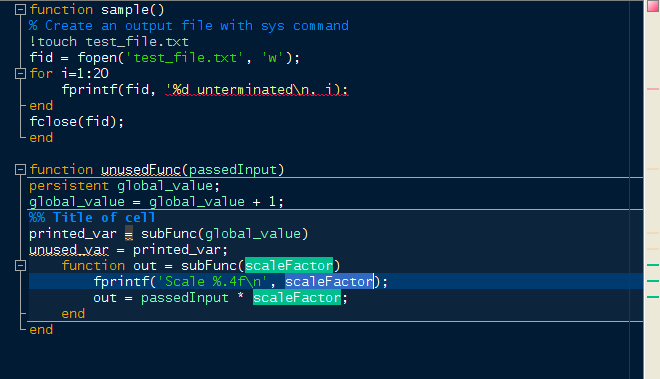 function sample()
% Create an output file with sys command
!touch test_file.txt
fid = fopen('test_file.txt', 'w');
for i=1:20
fprintf(fid, '%d unterminated\n, i);
end
fclose(fid);
end
function unusedFunc(passedInput)
persistent global_value;
global_value = global_value + 1;
%% Title of cell
printed_var = subFunc(global_value)
unused_var = printed_var;
function out = subFunc(scaleFactor)
fprintf('Scale %.4f\n', scaleFactor);
out = passedInput * scaleFactor;
end
end